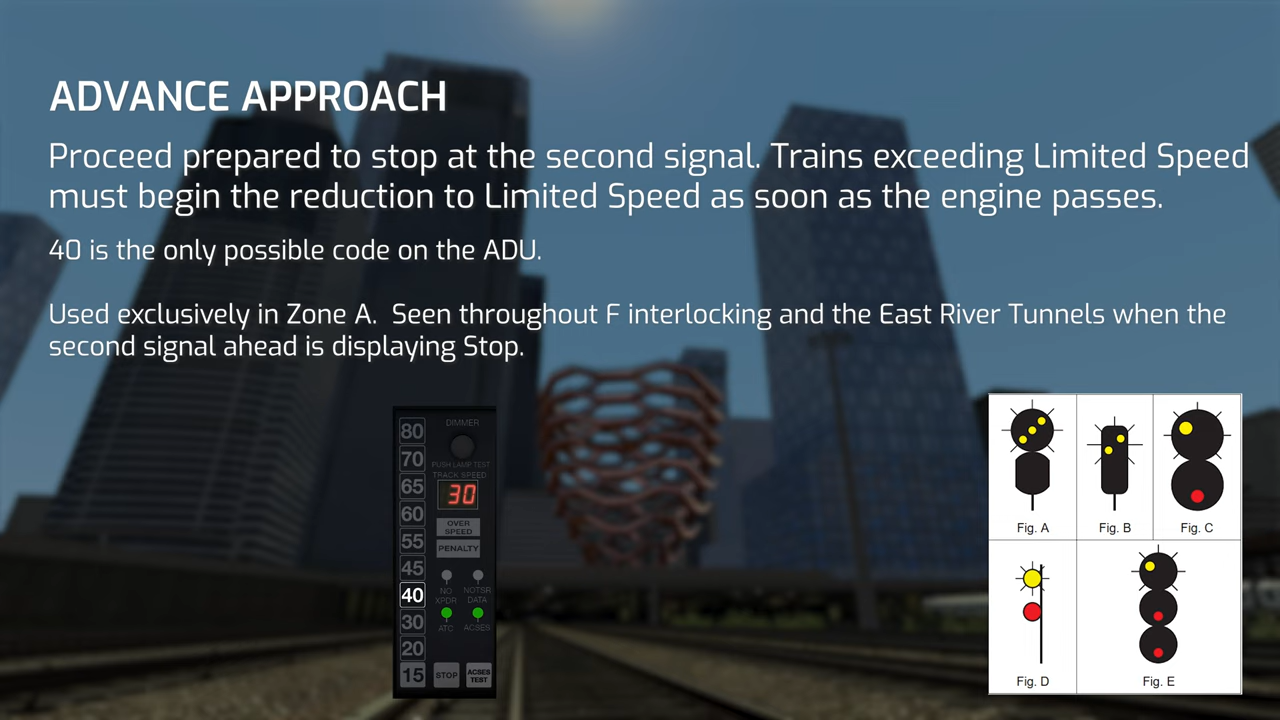 ADVANCE APPROACH
Proceed prepared to stop at the second signal. Trains exceeding Limited Speed
must begin the reduction to Limited Speed as soon as the engine passes.
40 is the only possible code on the ADU.
Used exclusively in Zone A.  Seen throughout F interlocking and the East River Tunnels when the
second signal ahead is displaying Stop.
80
70
65
60
55
45
40
30
20
15
DIMMER
PUSH LAMP TEST
TRACK SPEED
30
OVER
SPEED
PENALTY
NO
XPDR
NOTSR
DATA
ATC
ACSES
STOP
ACSES
TEST
Fig. A
Fig. B
Fig. C
Fig. D
Fig. E